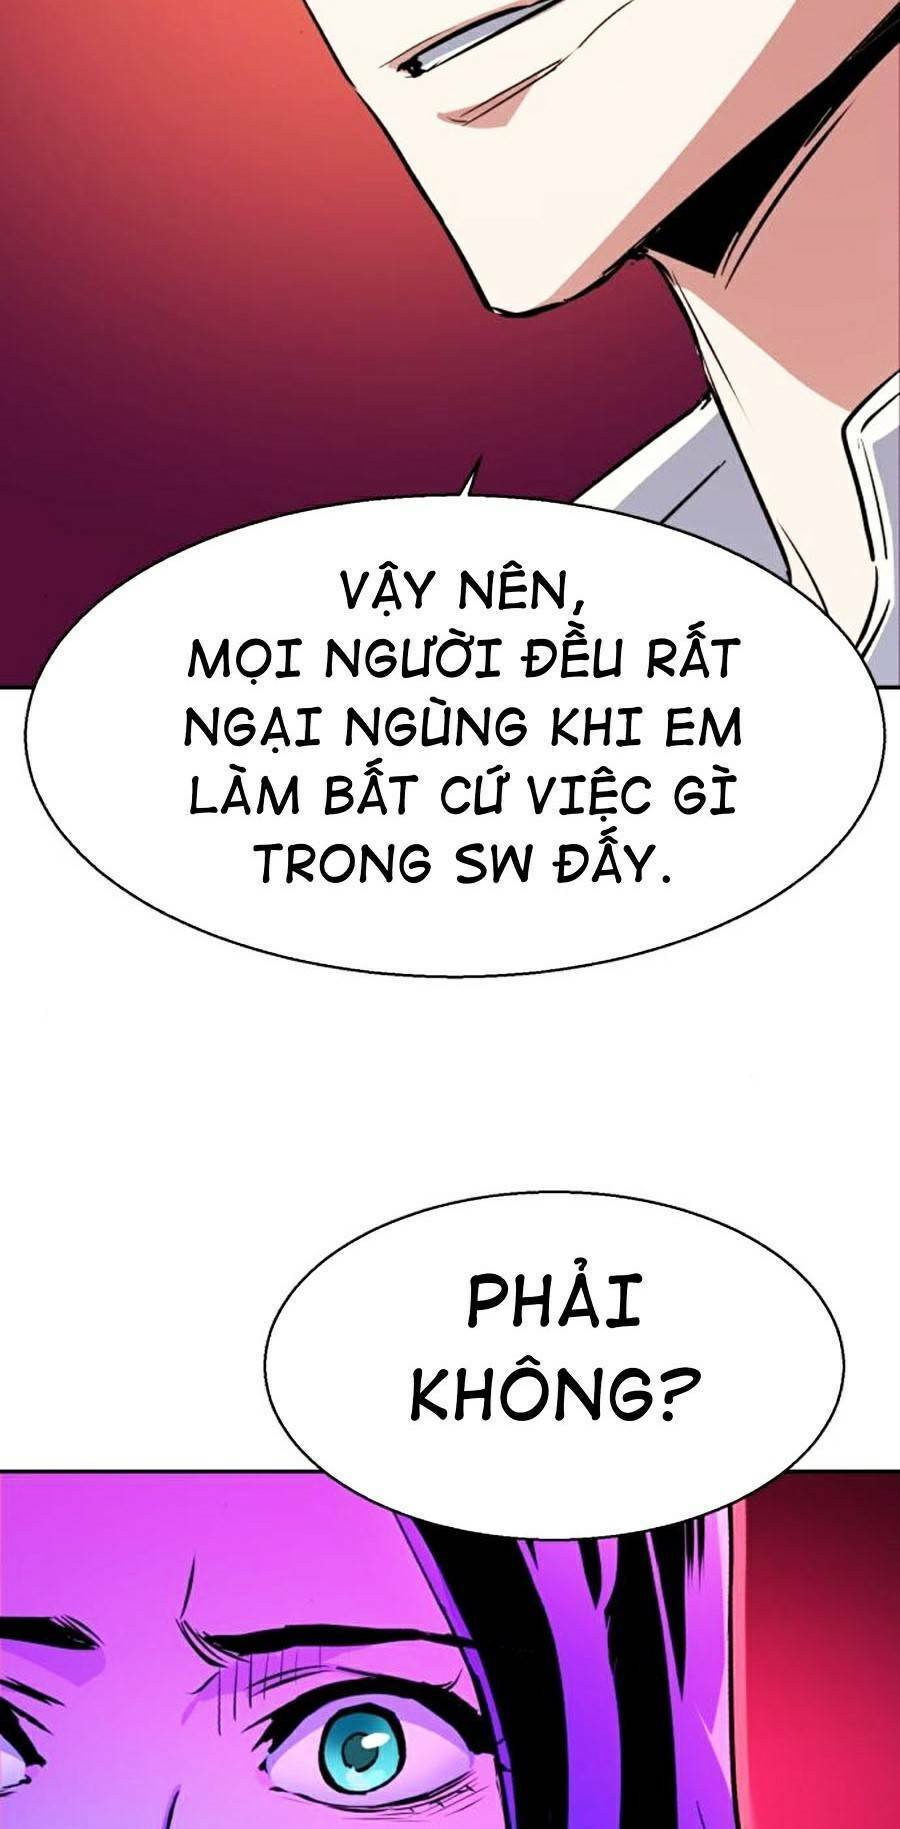 VẬY NÊN,
MỌI NGƯỜI ĐỀU RẤT
NGẠI NGÙNG KHI EM
LÀM BẤT CỨ VIỆC GÌ
TRONG SW ĐẤY.
PHẢI
KHÔNG?